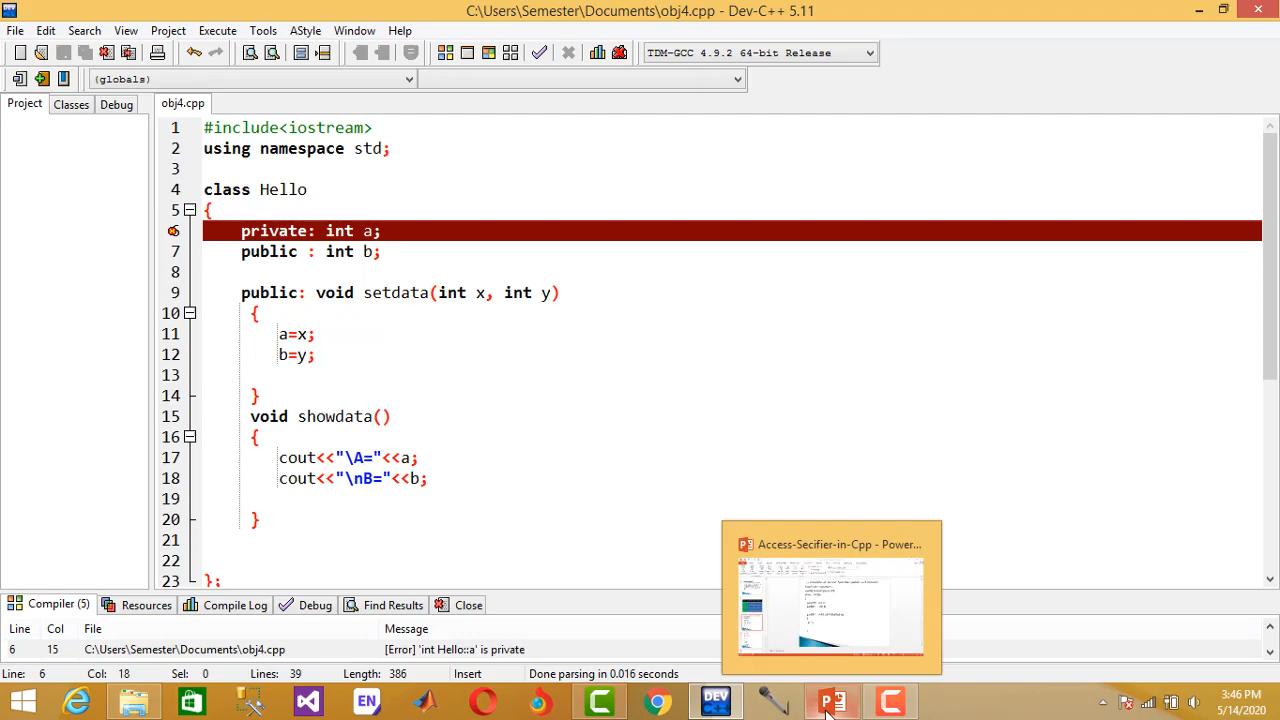 C:\Users\Semester\Documents\obj4.cpp - Dev-C++ 5.11
File Edit Search View Project Execute Tools AStyle Window Help
TDM-GCC 4.9.2 64-bit Release
(globals)
Project Classes Debug obj4.cpp
1 #include<iostream>
2 using namespace std;
3
4 class Hello
5 {
6 private: int a;
7 public : int b;
8
9 public: void setdata(int x, int y)
10 {
11 a=x;
12 b=y;
13
14 }
15 void showdata()
16 {
17 cout<<"\A="<<a;
18 cout<<"\nB="<<b;
19
20 }
21
22
23 };
Access-Secifier-in-Cpp - Power...
Compiler (5) Resources Compile Log Debug Find Results Close
Line Col File Message
6 15 C:\Users\Semester\Documents\obj4.cpp [Error] 'int Hello::a' is private
Line: 6 Col: 18 Sel: 0 Lines: 39 Length: 386 Insert Done parsing in 0.016 seconds
EN
DEV
3:46 PM
5/14/2020